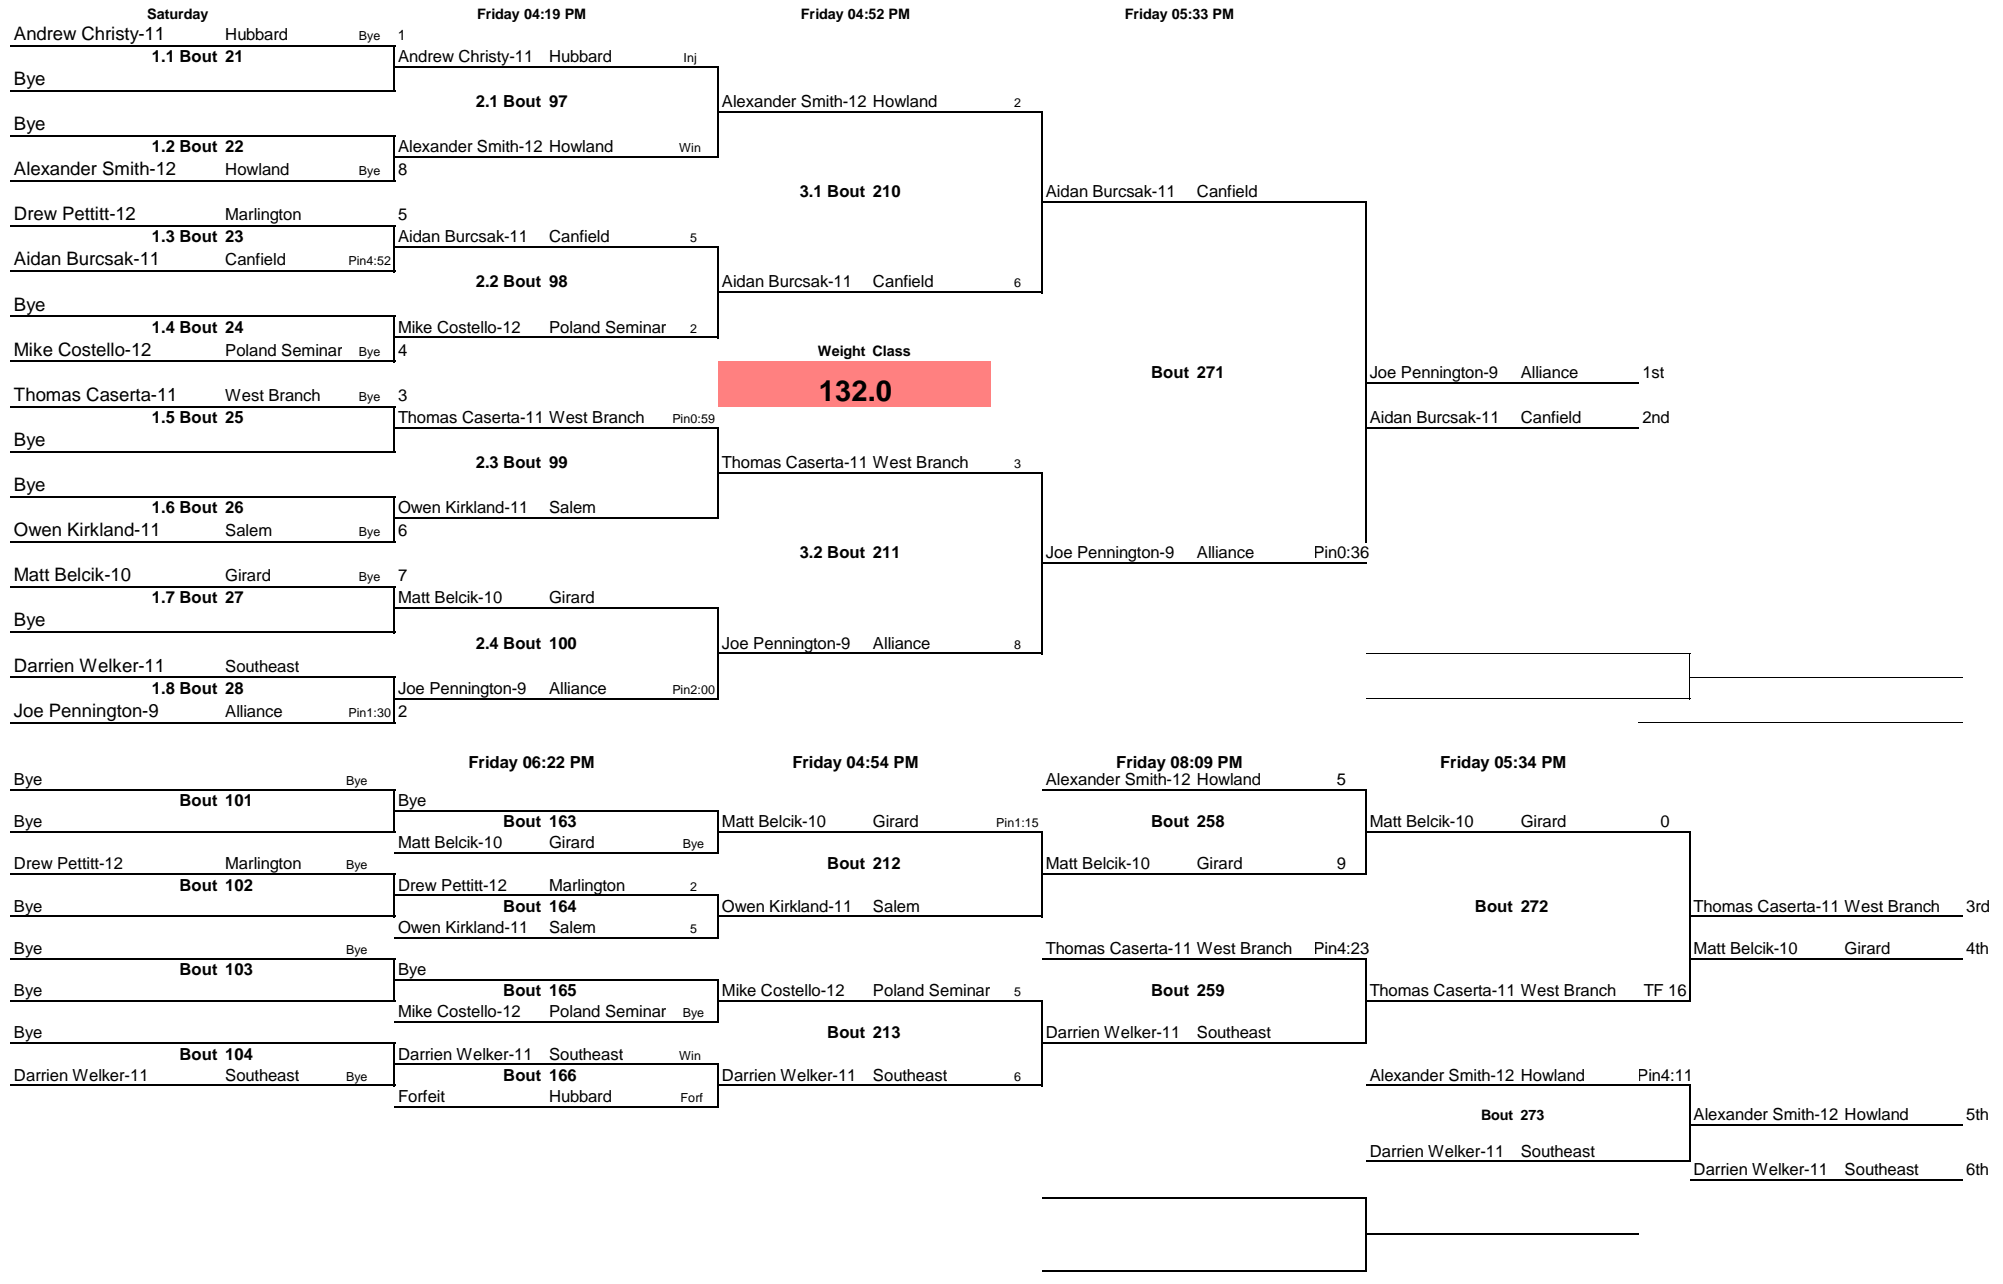 Saturday Friday 04:19 PM Friday 04:52 PM Friday 05:33 PM
Andrew Christy-11 Hubbard Bye 1
1.1 Bout 21 Andrew Christy-11 Hubbard Inj
Bye
2.1 Bout 97 Alexander Smith-12 Howland 2
Bye
1.2 Bout 22 Alexander Smith-12 Howland Win
Alexander Smith-12 Howland Bye 8
3.1 Bout 210 Aidan Burcsak-11 Canfield
Drew Pettitt-12 Marlington 5
1.3 Bout 23 Aidan Burcsak-11 Canfield 5
Aidan Burcsak-11 Canfield Pin4:52
2.2 Bout 98 Aidan Burcsak-11 Canfield 6
Bye
1.4 Bout 24 Mike Costello-12 Poland Seminar 2
Mike Costello-12 Poland Seminar Bye 4 Weight Class
Bout 271 Joe Pennington-9 Alliance 1st
Thomas Caserta-11 West Branch Bye 3 132.0
1.5 Bout 25 Thomas Caserta-11 West Branch Pin0:59 Aidan Burcsak-11 Canfield 2nd
Bye
2.3 Bout 99 Thomas Caserta-11 West Branch 3
Bye
1.6 Bout 26 Owen Kirkland-11 Salem
Owen Kirkland-11 Salem Bye 6
3.2 Bout 211 Joe Pennington-9 Alliance Pin0:36
Matt Belcik-10 Girard Bye 7
1.7 Bout 27 Matt Belcik-10 Girard
Bye
2.4 Bout 100 Joe Pennington-9 Alliance 8
Darrien Welker-11 Southeast
1.8 Bout 28 Joe Pennington-9 Alliance Pin2:00
Joe Pennington-9 Alliance Pin1:30 2
Friday 06:22 PM Friday 04:54 PM Friday 08:09 PM Friday 05:34 PM
Bye Bye Alexander Smith-12 Howland 5
Bout 101 Bye
Bye Bout 163 Matt Belcik-10 Girard Pin1:15 Bout 258 Matt Belcik-10 Girard 0
Matt Belcik-10 Girard Bye
Drew Pettitt-12 Marlington Bye Bout 212 Matt Belcik-10 Girard 9
Bout 102 Drew Pettitt-12 Marlington 2
Bye Bout 164 Owen Kirkland-11 Salem Bout 272 Thomas Caserta-11 West Branch 3rd
Owen Kirkland-11 Salem 5
Bye Bye Thomas Caserta-11 West Branch Pin4:23 Matt Belcik-10 Girard 4th
Bout 103 Bye
Bye Bout 165 Mike Costello-12 Poland Seminar 5 Bout 259 Thomas Caserta-11 West Branch TF 16
Mike Costello-12 Poland Seminar Bye
Bye Bout 213 Darrien Welker-11 Southeast
Bout 104 Darrien Welker-11 Southeast Win
Darrien Welker-11 Southeast Bye Bout 166 Darrien Welker-11 Southeast 6 Alexander Smith-12 Howland Pin4:11
Forfeit Hubbard Forf
Bout 273 Alexander Smith-12 Howland 5th
Darrien Welker-11 Southeast
Darrien Welker-11 Southeast 6th